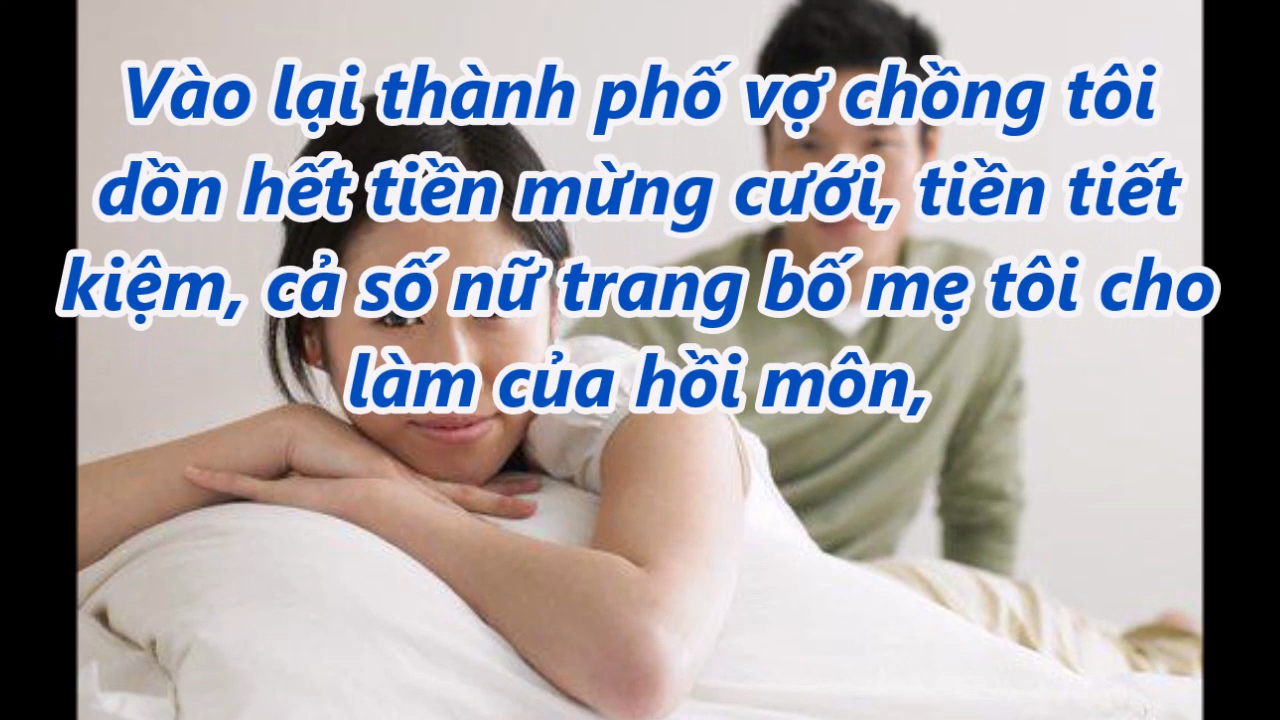 Vào lại thành phố vợ chồng tôi
dồn hết tiền mừng cưới, tiền tiết
kiệm, cả số nữ trang bố mẹ tôi cho
làm của hồi môn,